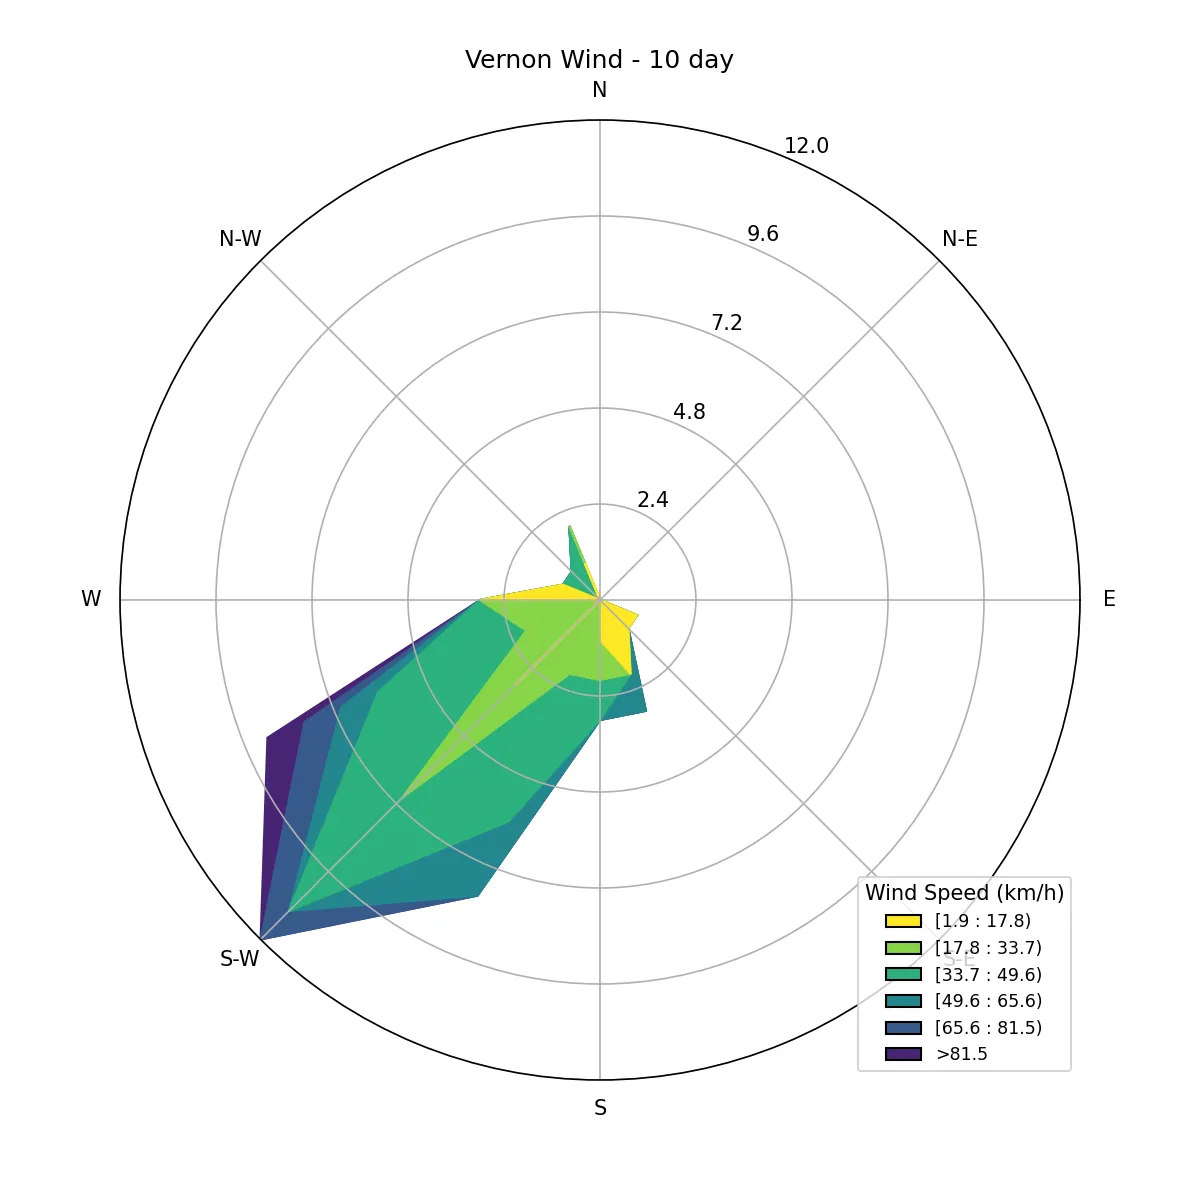 Vernon Wind - 10 day
N
12.0
N-W
9.6
N-E
7.2
4.8
2.4
W
E
S-W
S-E
Wind Speed (km/h)
[1.9 : 17.8)
[17.8 : 33.7)
[33.7 : 49.6)
[49.6 : 65.6)
[65.6 : 81.5)
>81.5
S